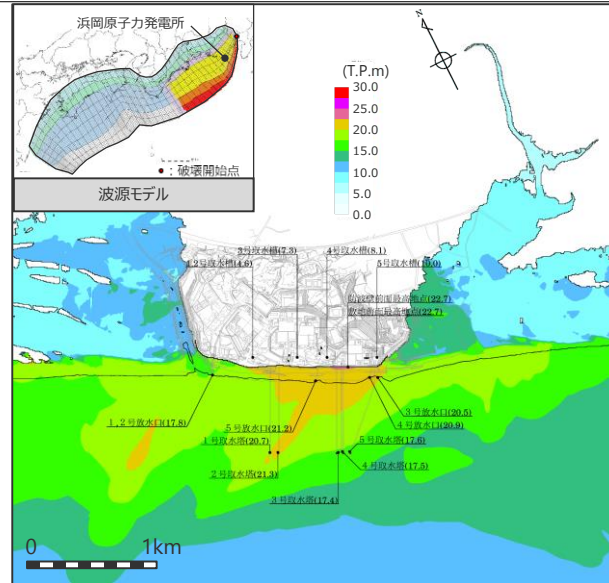 浜岡原子力発電所
●：破壊開始点
波源モデル
(T.P.m)
30.0
25.0
20.0
15.0
10.0
5.0
0.0
N
3号取水槽(7.3)
4号取水槽(8.1)
1,2号取水槽(4.6)
5号取水槽(10.0)
防波壁前面最高地点(22.7)
敷地前面最高地点(22.7)
1,2号放水口(17.8)
3号放水口(20.5)
5号放水口(21.2)
4号放水口(20.9)
1号取水塔(20.7)
5号取水塔(17.6)
2号取水塔(21.3)
4号取水塔(17.5)
3号取水塔(17.4)
0 1km